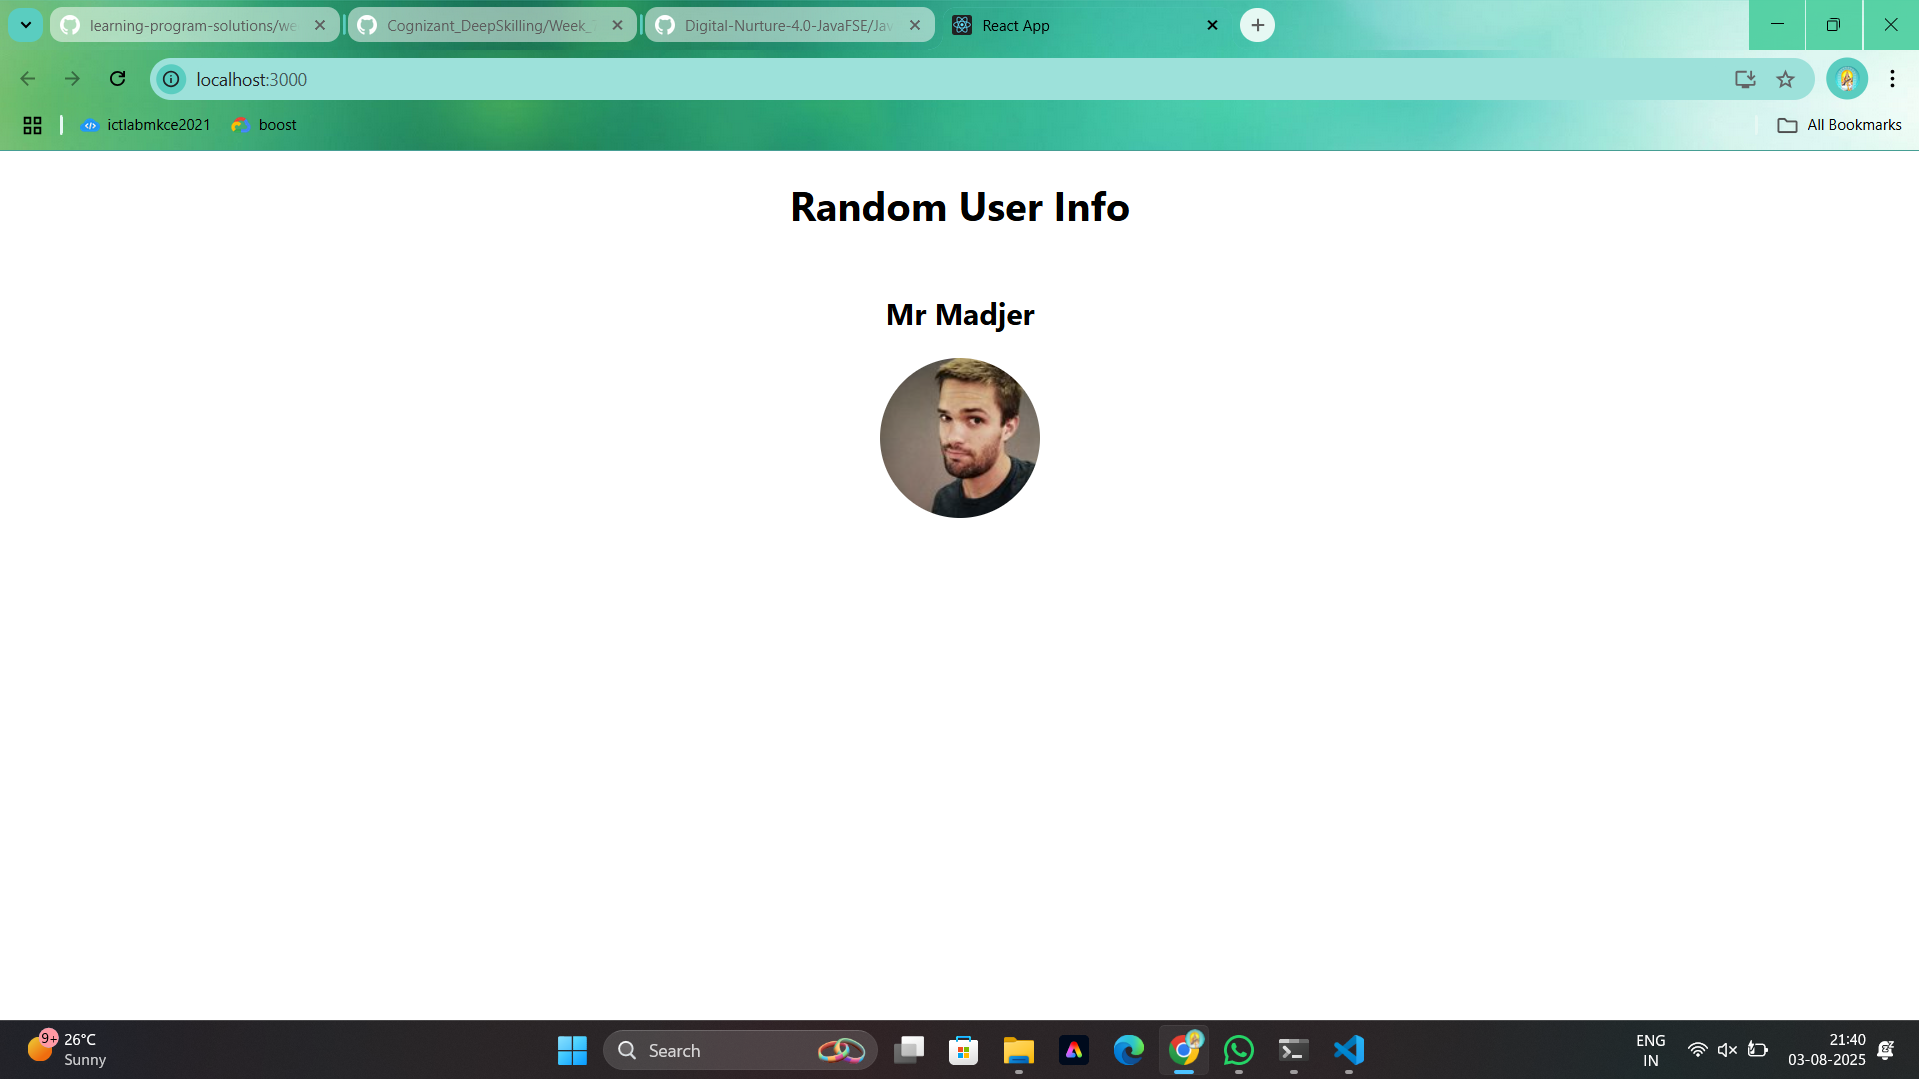 learning-program-solutions/we
Cognizant_DeepSkilling/Week_
Digital-Nurture-4.0-JavaFSE/Jav
React App
localhost:3000
ictlabmkce2021
boost
All Bookmarks
Random User Info
Mr Madjer
9+
26°C
Sunny
Search
ENG
IN
21:40
03-08-2025